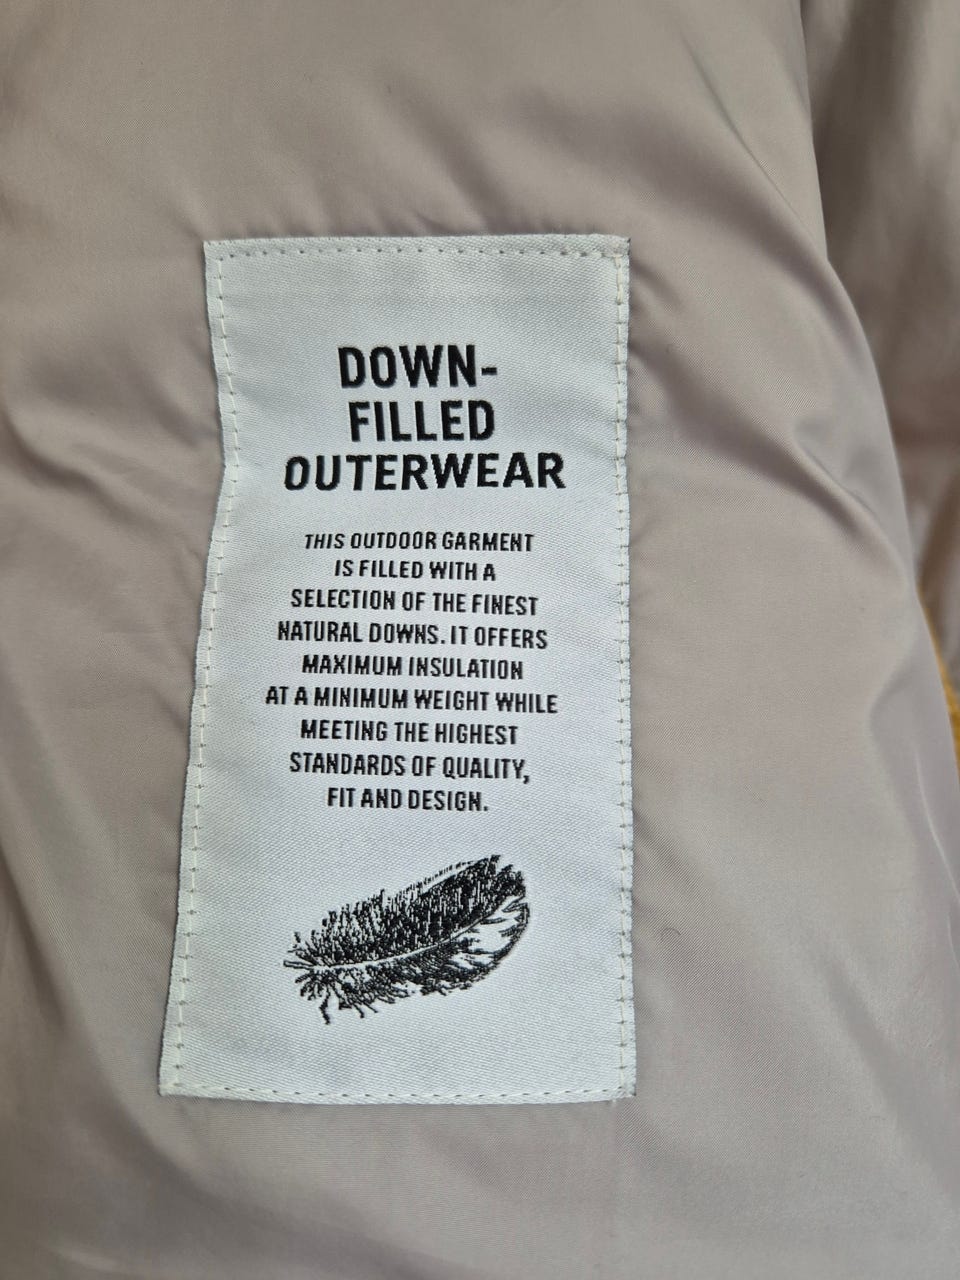 DOWN-
FILLED
OUTERWEAR
THIS OUTDOOR GARMENT
IS FILLED WITH A
SELECTION OF THE FINEST
NATURAL DOWNS. IT OFFERS
MAXIMUM INSULATION
AT A MINIMUM WEIGHT WHILE
MEETING THE HIGHEST
STANDARDS OF QUALITY,
FIT AND DESIGN.